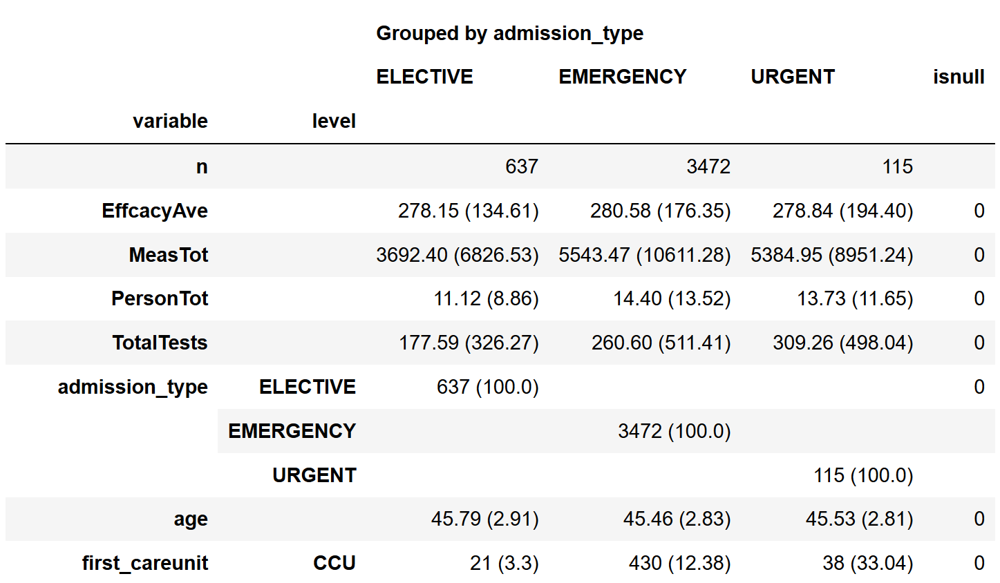 Grouped by admission_type
ELECTIVE EMERGENCY URGENT isnull
variable level
n 637 3472 115
EffcacyAve 278.15 (134.61) 280.58 (176.35) 278.84 (194.40) 0
MeasTot 3692.40 (6826.53) 5543.47 (10611.28) 5384.95 (8951.24) 0
PersonTot 11.12 (8.86) 14.40 (13.52) 13.73 (11.65) 0
TotalTests 177.59 (326.27) 260.60 (511.41) 309.26 (498.04) 0
admission_type ELECTIVE 637 (100.0) 0
EMERGENCY 3472 (100.0)
URGENT 115 (100.0)
age 45.79 (2.91) 45.46 (2.83) 45.53 (2.81) 0
first_careunit CCU 21 (3.3) 430 (12.38) 38 (33.04) 0